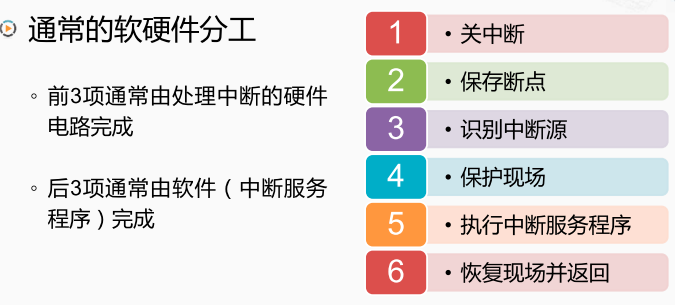 通常的软硬件分工
◦ 前3项通常由处理中断的硬件
电路完成
◦ 后3项通常由软件（中断服务
程序）完成
1 • 关中断
2 • 保存断点
3 • 识别中断源
4 • 保护现场
5 • 执行中断服务程序
6 • 恢复现场并返回